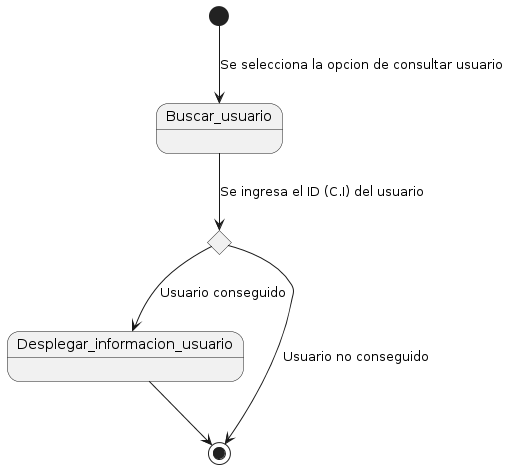 Se selecciona la opcion de consultar usuario
Buscar_usuario
Se ingresa el ID (C.I) del usuario
Usuario conseguido
Desplegar_informacion_usuario
Usuario no conseguido